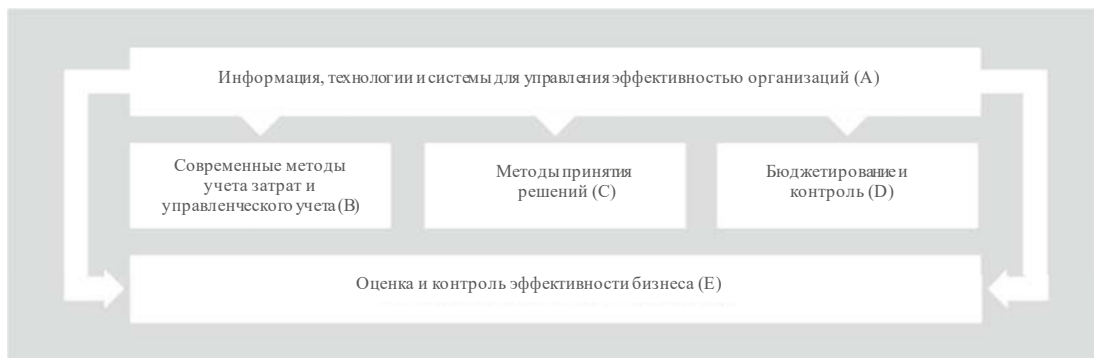 Информация, технологии и системы для управления эффективностью организаций (A)
Современные методы
учета затрат и
управленческого учета (B)
Методы принятия
решений (C)
Бюджетирование и
контроль (D)
Оценка и контроль эффективности бизнеса (E)